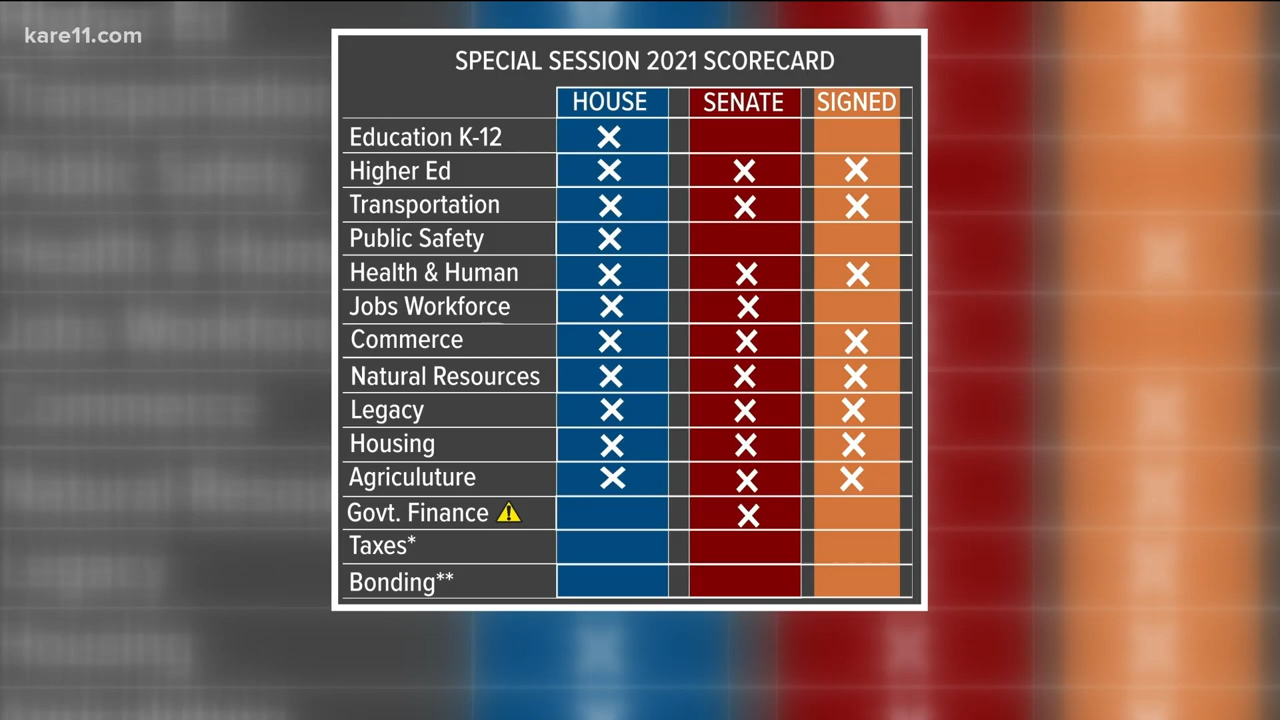 kare11.com
SPECIAL SESSION 2021 SCORECARD
HOUSE SENATE SIGNED
Education K-12 X
Higher Ed X X X
Transportation X X X
Public Safety X
Health & Human X X X
Jobs Workforce X X
Commerce X X X
Natural Resources X X X
Legacy X X X
Housing X X X
Agriculuture X X X
Govt. Finance X
Taxes*
Bonding**